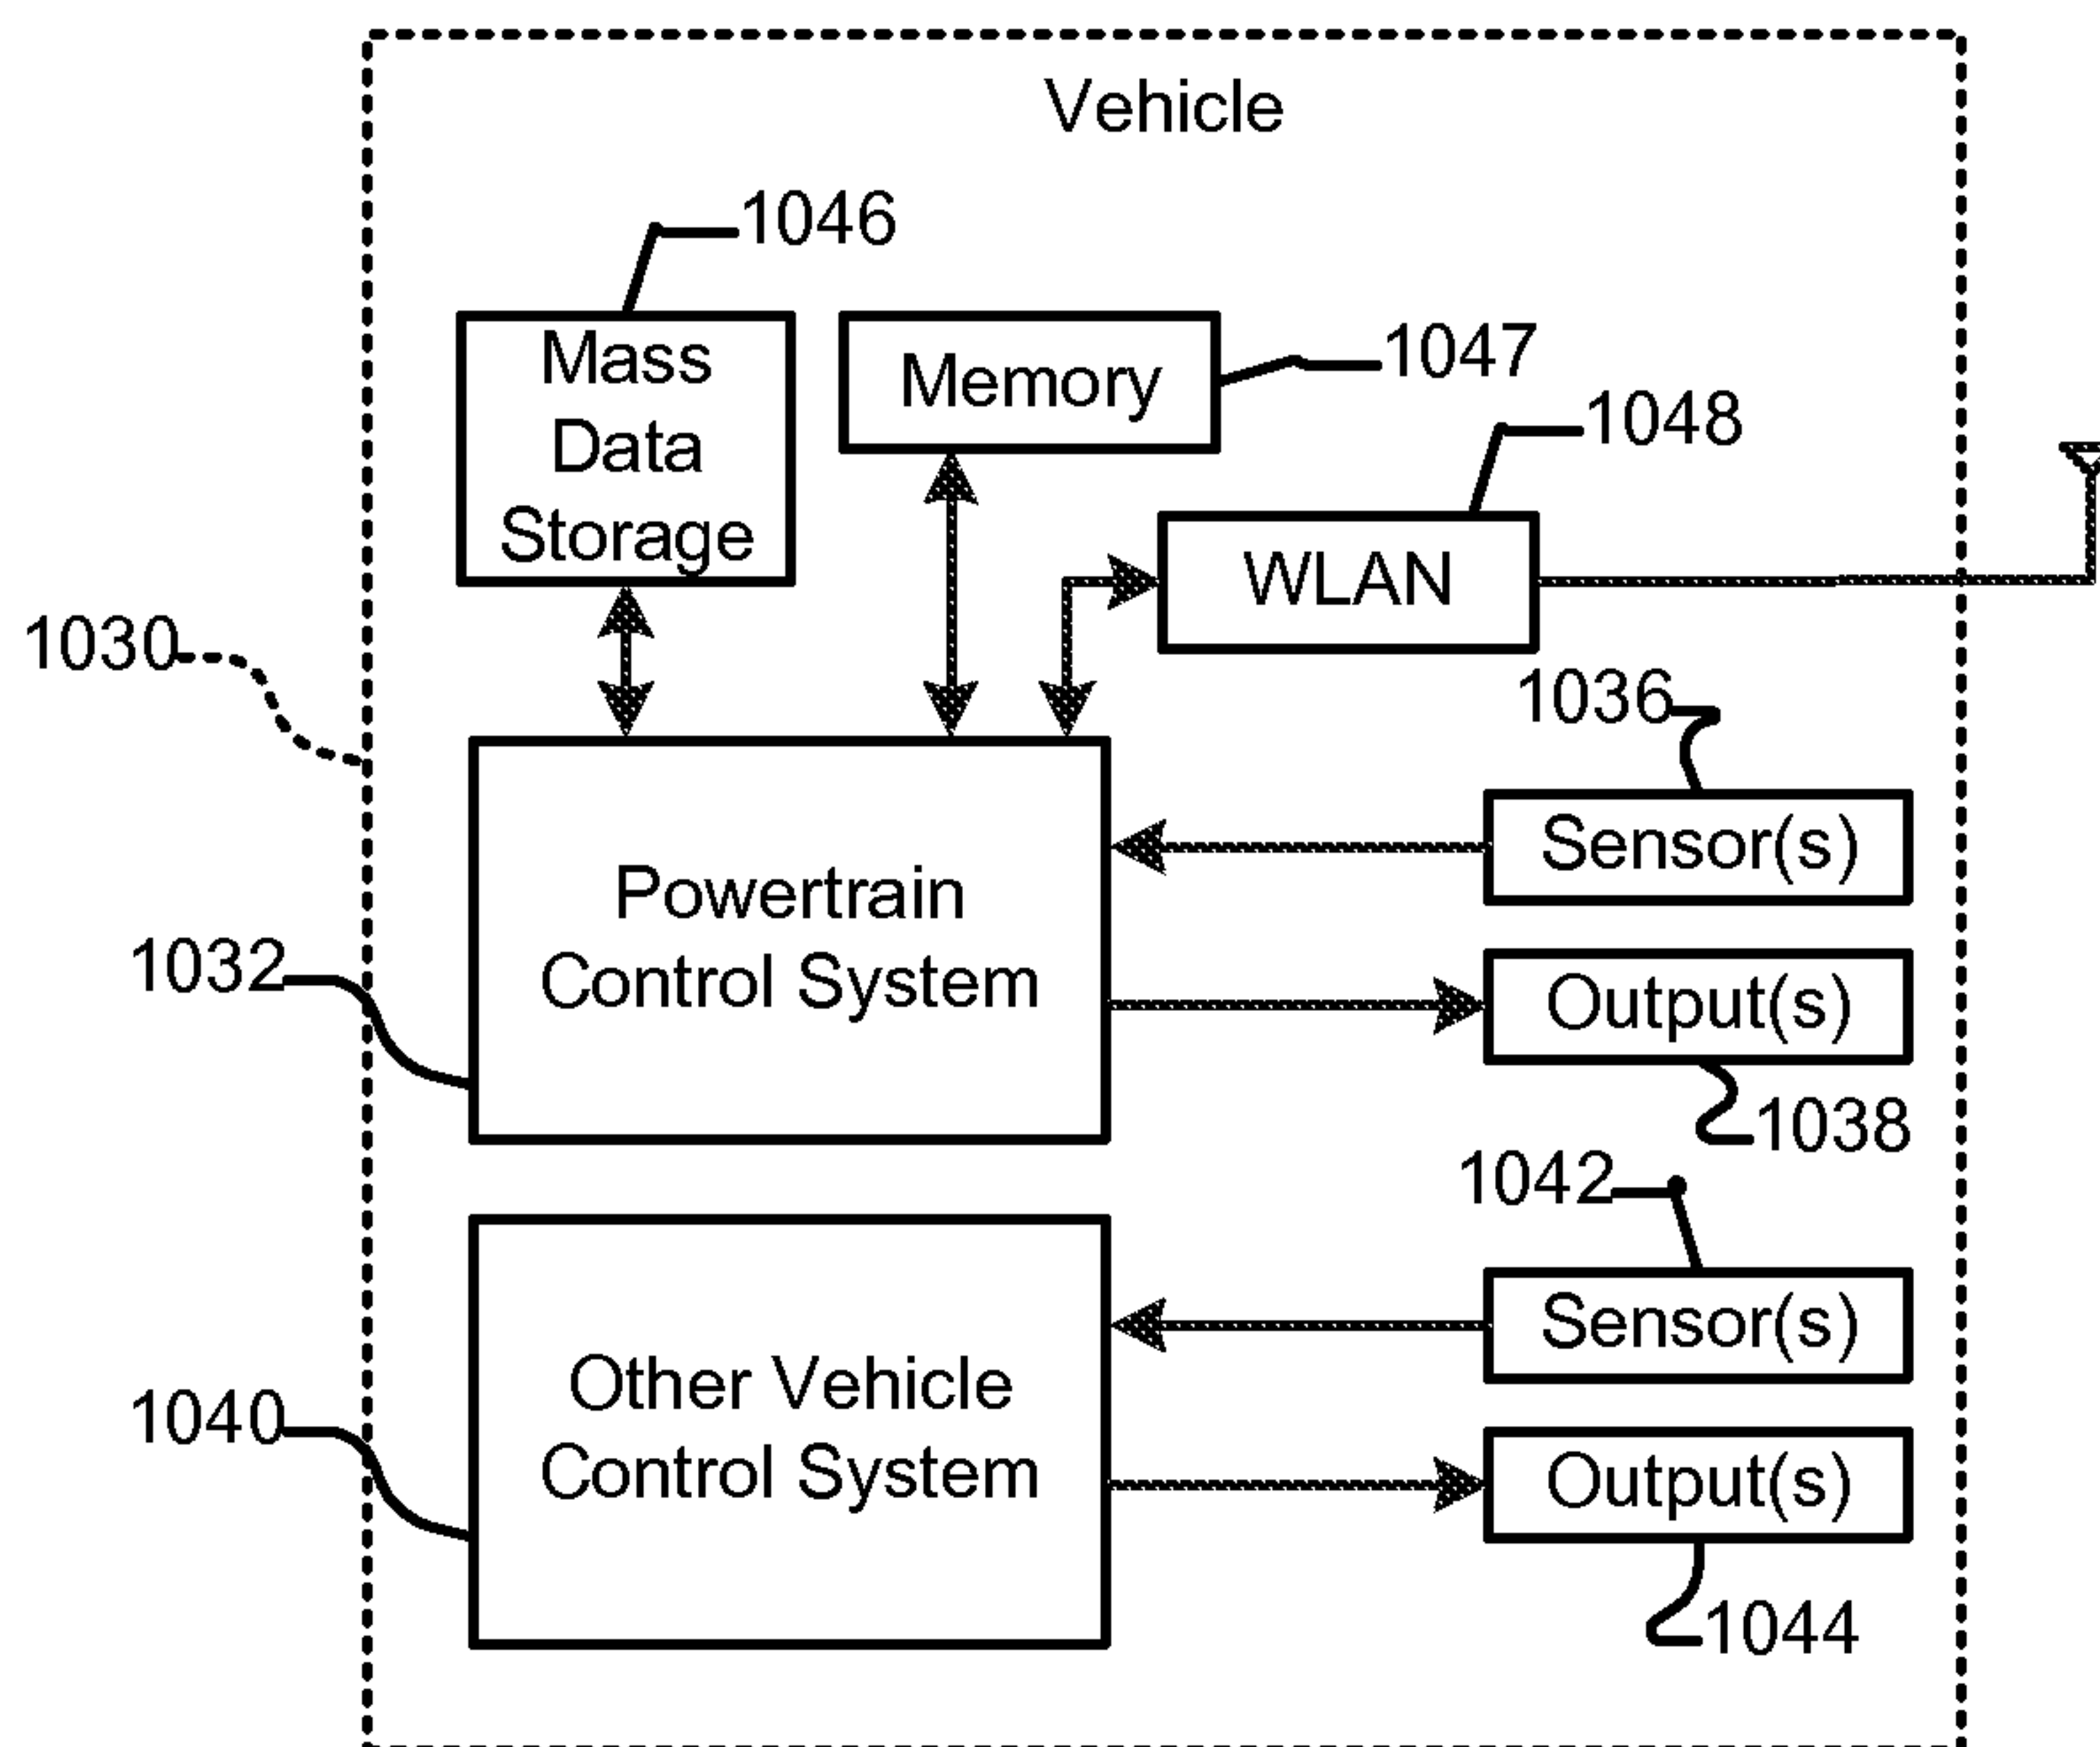 Vehicle
1046
Mass
Data
Storage
Memory
1047
1048
WLAN
1030
1036
Sensor(s)
Powertrain
Control System
1032
Output(s)
1038
1042
Sensor(s)
Other Vehicle
Control System
1040
Output(s)
1044